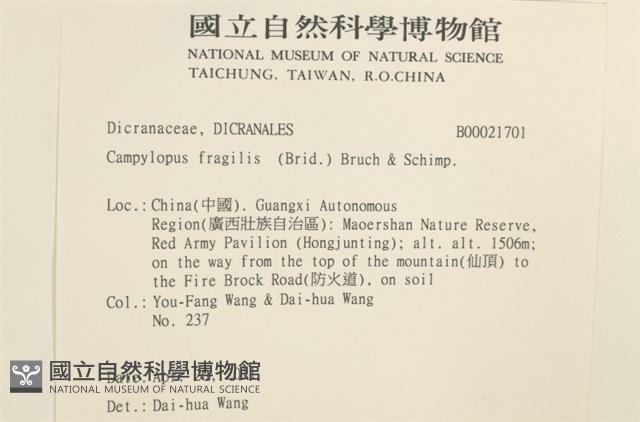 國立自然科學博物館
NATIONAL MUSEUM OF NATURAL SCIENCE
TAICHUNG, TAIWAN, R.O.CHINA
Dicranaceae, DICRANALES B00021701
Campylopus fragilis (Brid.) Bruch & Schimp.
Loc.: China(中國). Guangxi Autonomous
Region(廣西壯族自治區): Maoershan Nature Reserve,
Red Army Pavilion (Hongjunting); alt. alt. 1506m;
on the way from the top of the mountain(仙頂) to
the Fire Brock Road(防火道), on soil
Col.: You-Fang Wang & Dai-hua Wang
No. 237
國立自然科學博物館
NATIONAL MUSEUM OF NATURAL SCIENCE
Date:
Det.: Dai-hua Wang